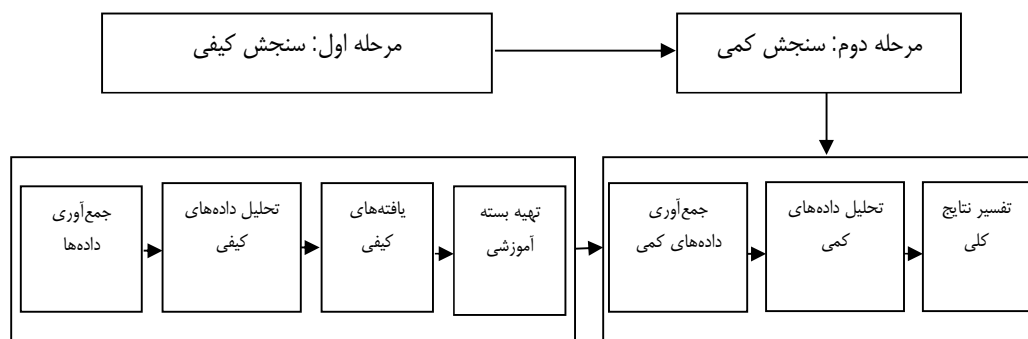 مرحله اول: سنجش کیفی
مرحله دوم: سنجش کمی
جمع‌آوری
داده‌ها
تحلیل داده‌های
کیفی
یافته‌های
کیفی
تهیه بسته
آموزشی
جمع‌آوری
داده‌های کمی
تحلیل داده‌های
کمی
تفسیر نتایج
کلی